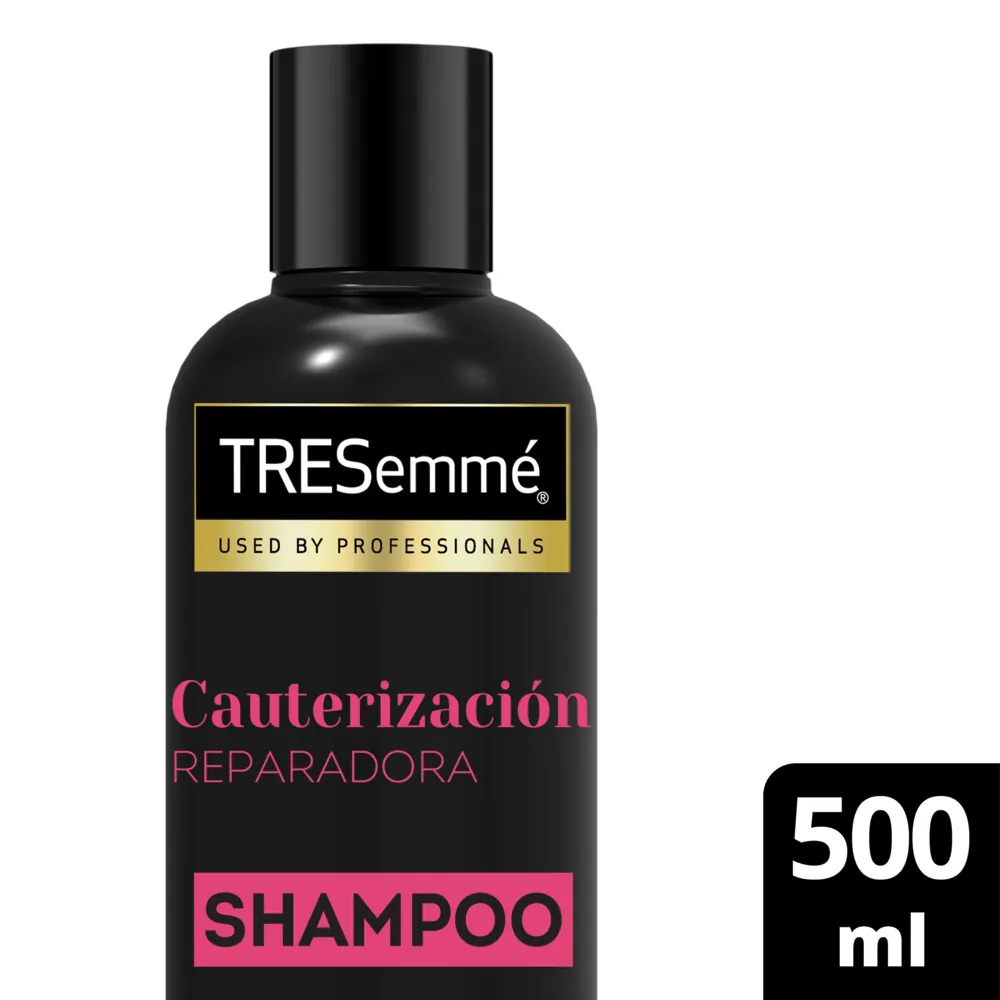 TRESemmé®
USED BY PROFESSIONALS
Cauterización
REPARADORA
SHAMPOO
500
ml